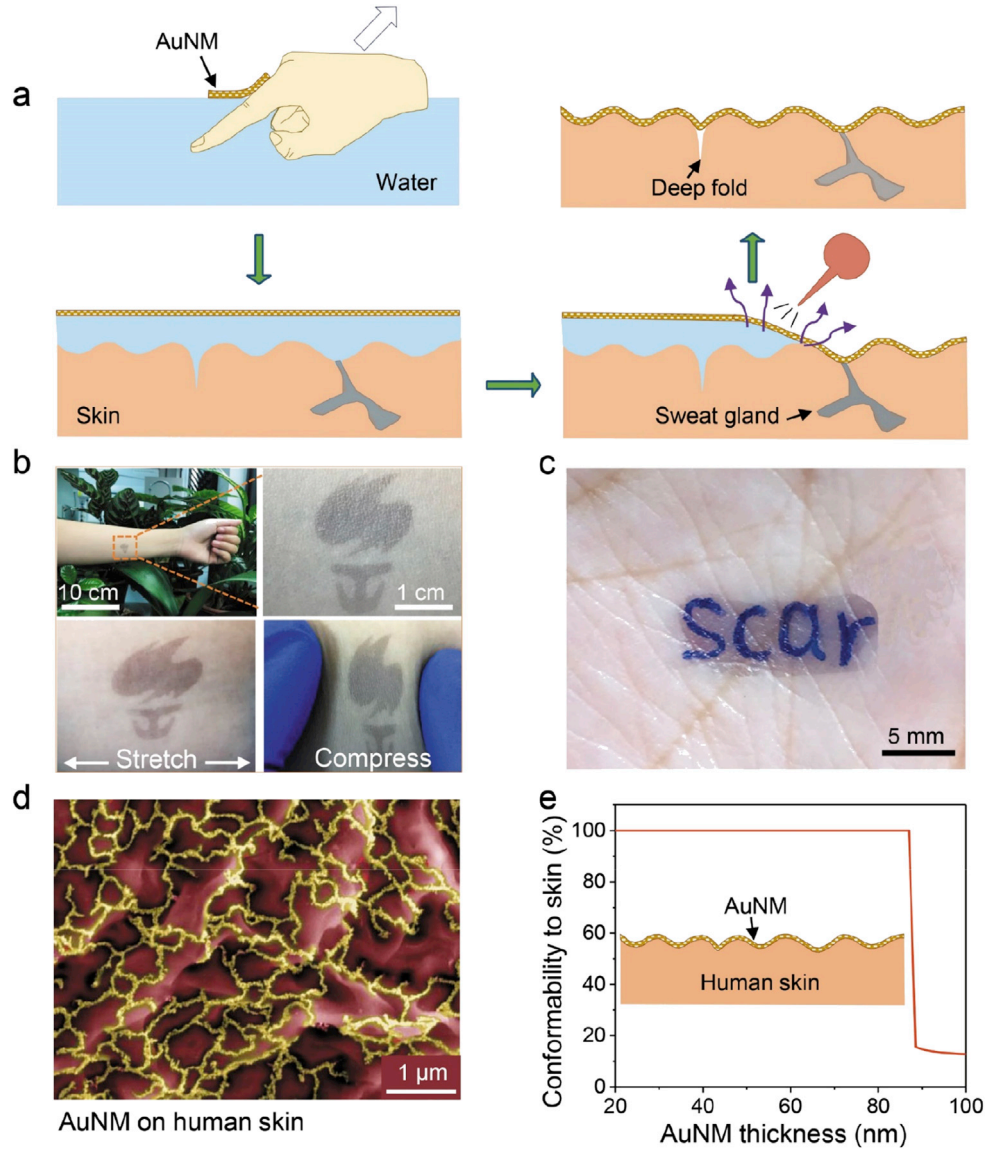 a
AuNM
Water
Deep fold
Skin
Sweat gland
b
10 cm
1 cm
Stretch
Compress
c
scar
5 mm
d
1 μm
AuNM on human skin
e
Conformability to skin (%)
100
80
60
40
20
0
AuNM
Human skin
20 40 60 80 100
AuNM thickness (nm)